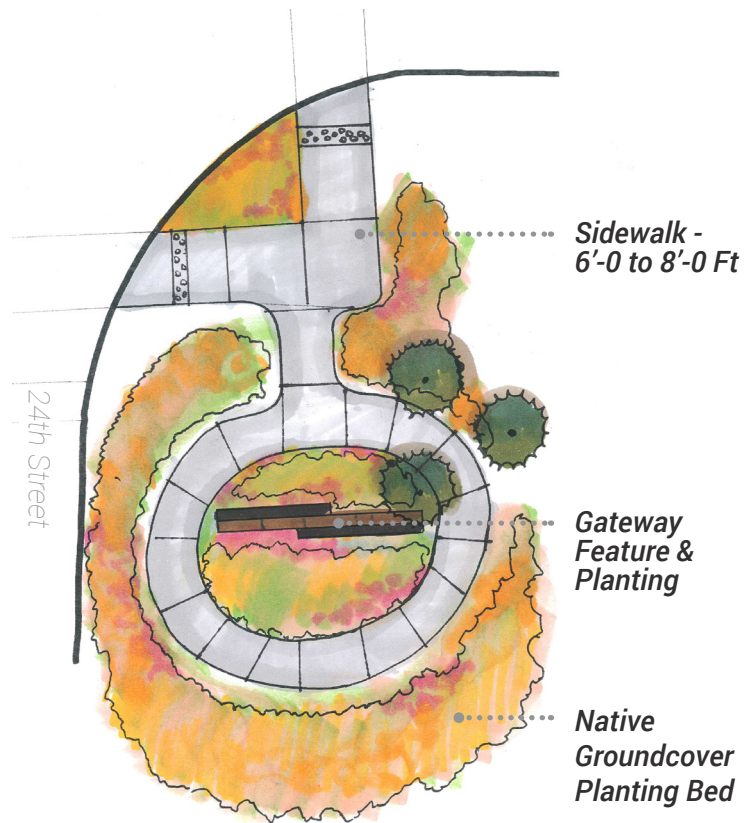 Sidewalk -
6'-0 to 8'-0 Ft
24th Street
Gateway
Feature &
Planting
Native
Groundcover
Planting Bed